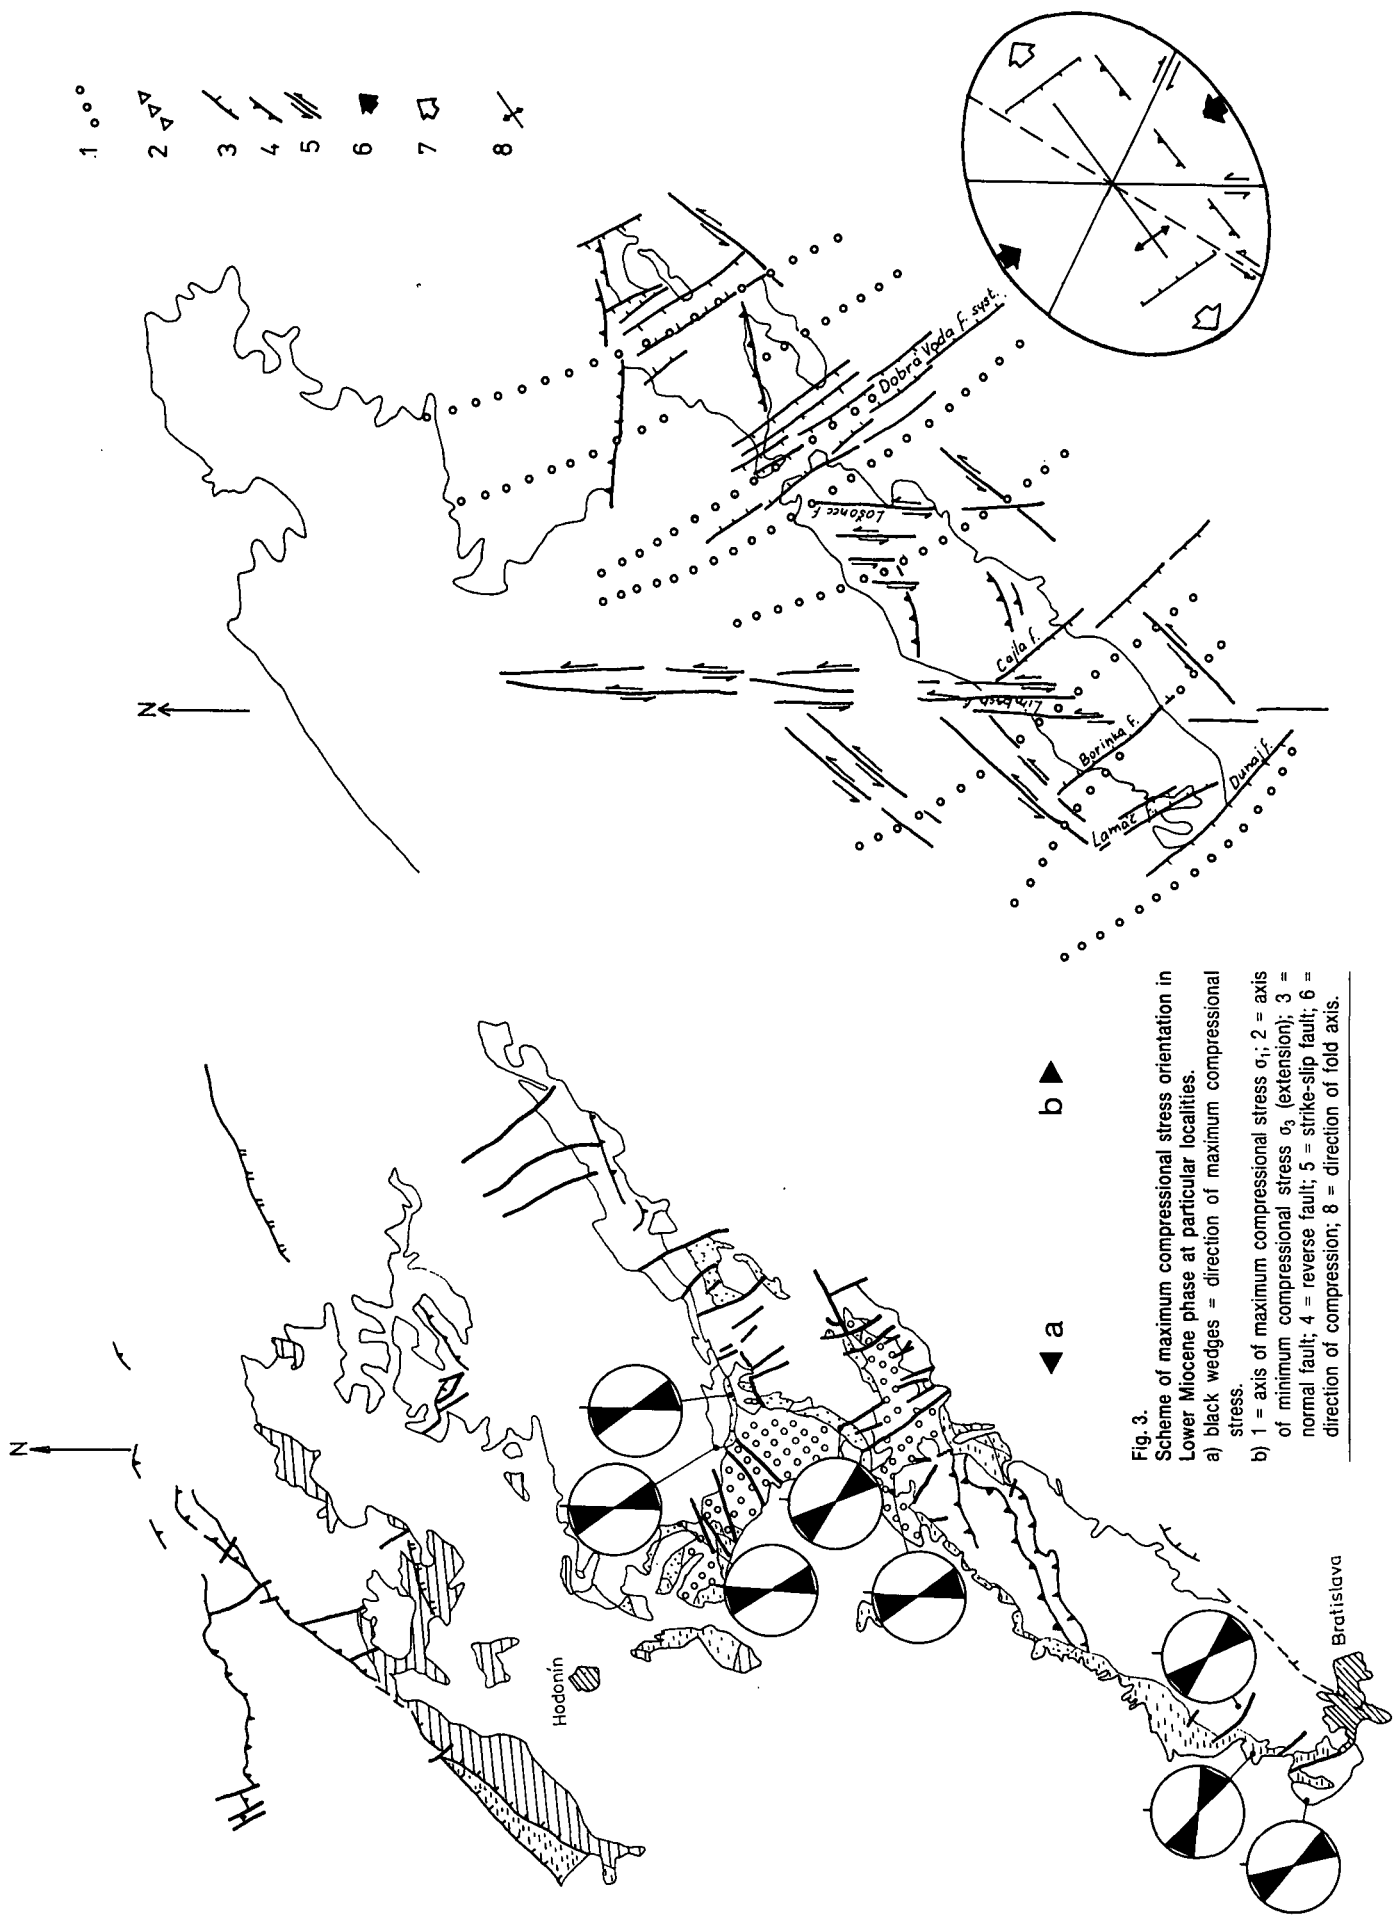 N
Hodonín
Bratislava
◀ a
b ▶
Fig. 3.
Scheme of maximum compressional stress orientation in
Lower Miocene phase at particular localities.
a) black wedges = direction of maximum compressional
stress.
b) 1 = axis of maximum compressional stress σ₁; 2 = axis
of minimum compressional stress σ₃ (extension); 3 =
normal fault; 4 = reverse fault; 5 = strike-slip fault; 6 =
direction of compression; 8 = direction of fold axis.
N
Dobrá Voda f. syst.
Lošonec f.
Cajla f.
Limbach f.
Borinka f.
Lamač f.
Dunaj f.
1
2
3
4
5
6
7
8